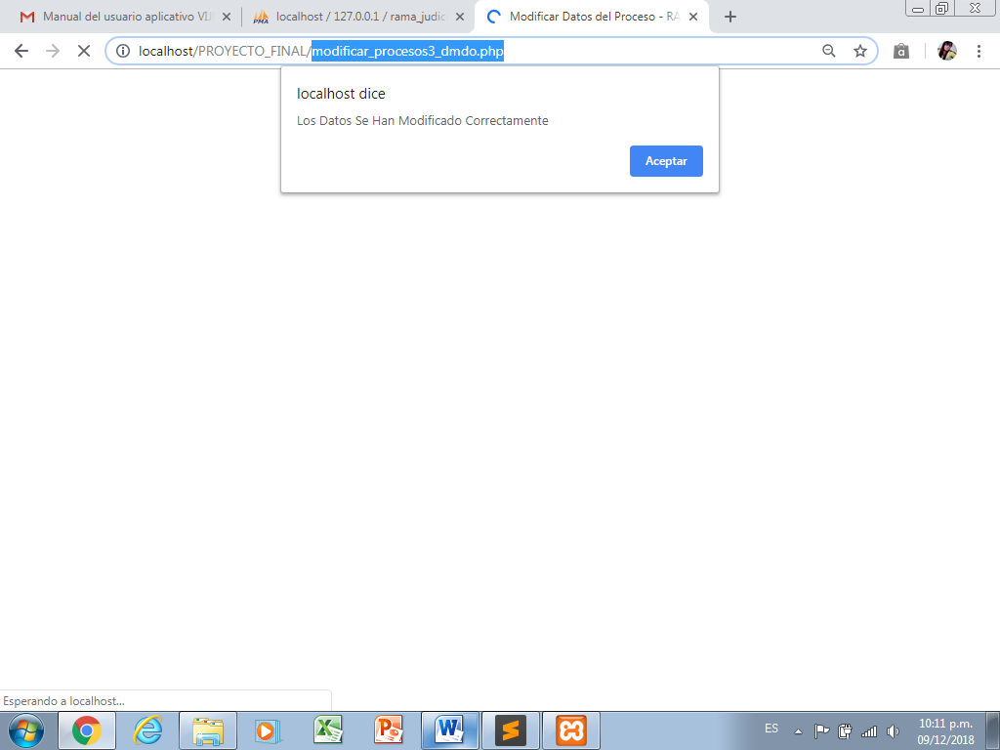 Manual del usuario aplicativo VI
localhost / 127.0.0.1 / rama_judic
Modificar Datos del Proceso - RA
localhost/PROYECTO_FINAL/modificar_procesos3_dmdo.php
localhost dice
Los Datos Se Han Modificado Correctamente
Aceptar
Esperando a localhost...
ES
10:11 p.m.
09/12/2018